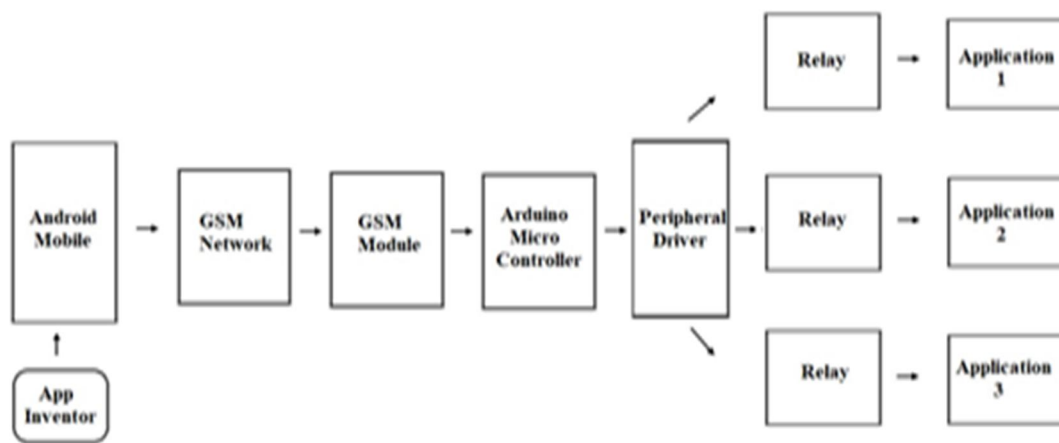 Relay
Application
1
Android
Mobile
GSM
Network
GSM
Module
Arduino
Micro
Controller
Peripheral
Driver
Relay
Application
2
Relay
Application
3
App
Inventor